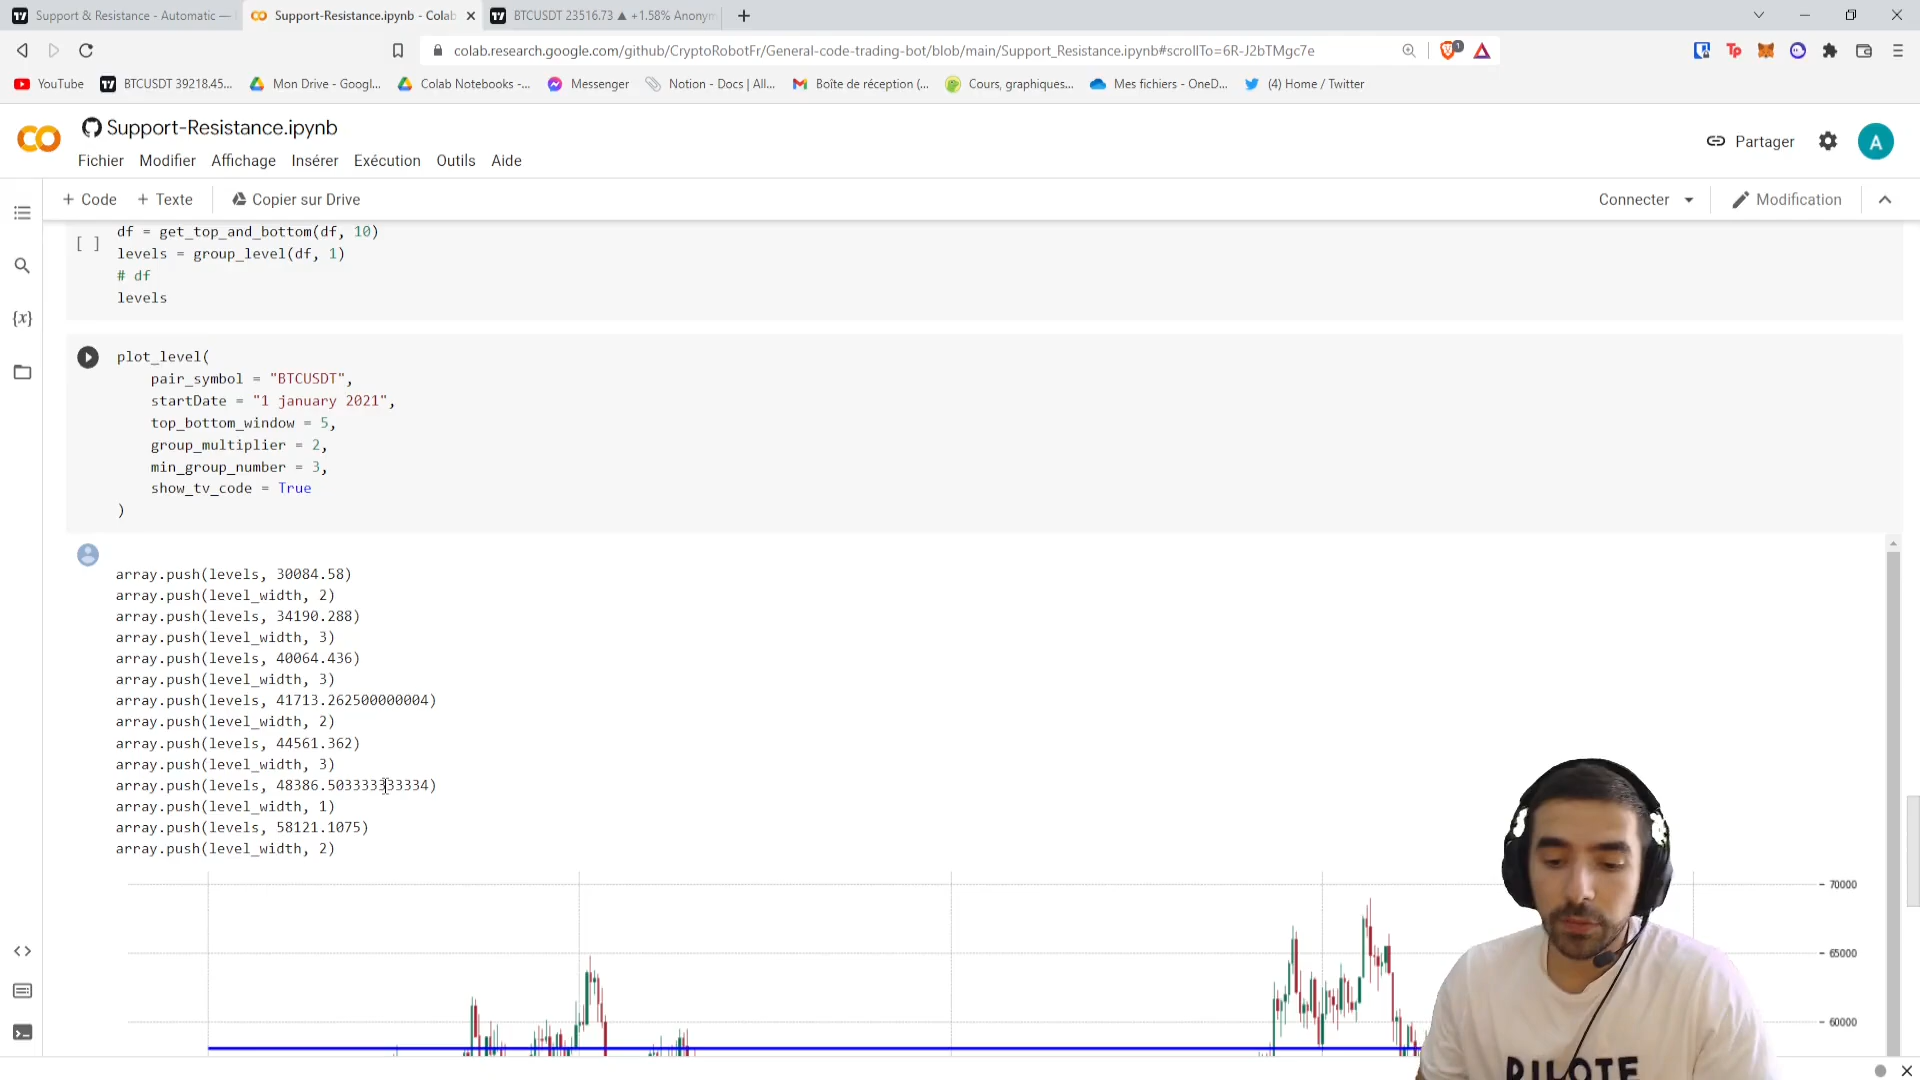 Support & Resistance - Automatic —
Support-Resistance.ipynb - Colab
BTCUSDT 23516.73 ▲ +1.58% Anonym
colab.research.google.com/github/CryptoRobotFr/General-code-trading-bot/blob/main/Support_Resistance.ipynb#scrollTo=6R-J2bTMgc7e
1
YouTube
BTCUSDT 39218.45...
Mon Drive - Googl...
Colab Notebooks -...
Messenger
Notion - Docs | All...
Boîte de réception (...
Cours, graphiques...
Mes fichiers - OneD...
(4) Home / Twitter
Support-Resistance.ipynb
Fichier Modifier Affichage Insérer Exécution Outils Aide
Partager
A
+ Code + Texte Copier sur Drive
Connecter
Modification
df = get_top_and_bottom(df, 10)
[ ]
levels = group_level(df, 1)
# df
levels
{x}
plot_level(
pair_symbol = "BTCUSDT",
startDate = "1 january 2021",
top_bottom_window = 5,
group_multiplier = 2,
min_group_number = 3,
show_tv_code = True
)
array.push(levels, 30084.58)
array.push(level_width, 2)
array.push(levels, 34190.288)
array.push(level_width, 3)
array.push(levels, 40064.436)
array.push(level_width, 3)
array.push(levels, 41713.262500000004)
array.push(level_width, 2)
array.push(levels, 44561.362)
array.push(level_width, 3)
array.push(levels, 48386.503333333334)
array.push(level_width, 1)
array.push(levels, 58121.1075)
array.push(level_width, 2)
70000
65000
60000
PILOTE